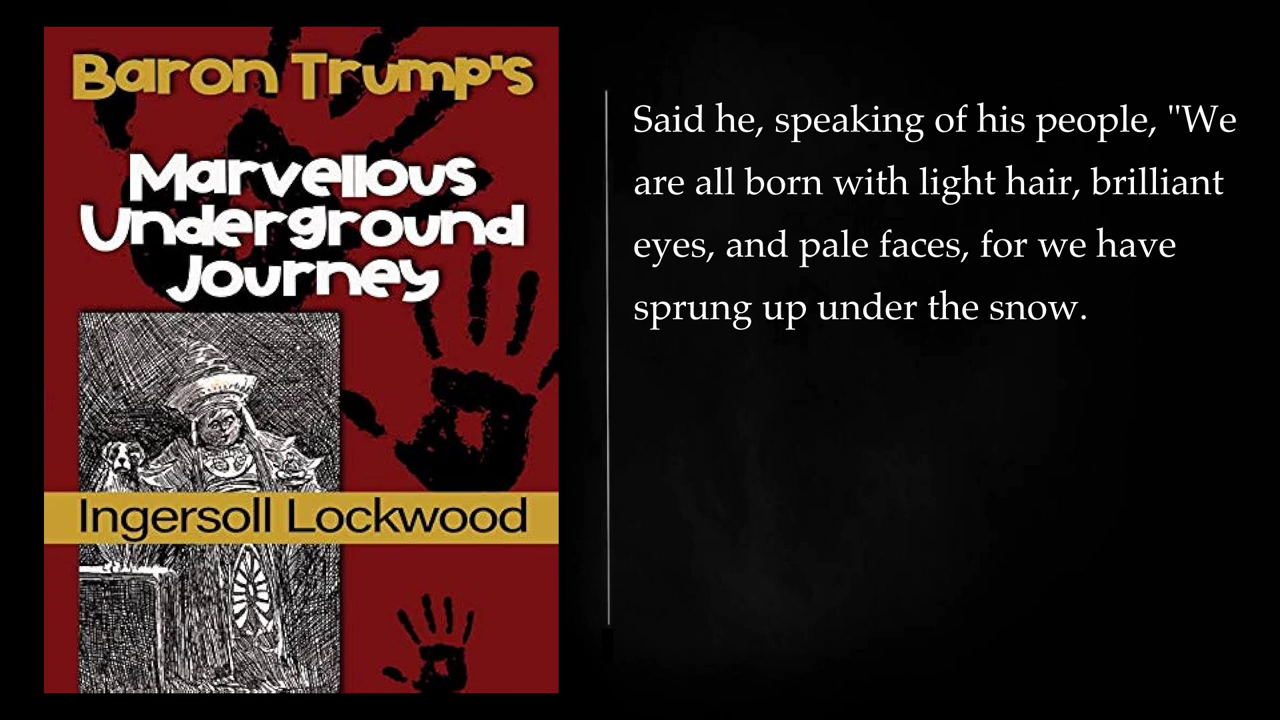 Baron Trump's
Marvellous
Underground
Journey
Ingersoll Lockwood
Said he, speaking of his people, "We
are all born with light hair, brilliant
eyes, and pale faces, for we have
sprung up under the snow.